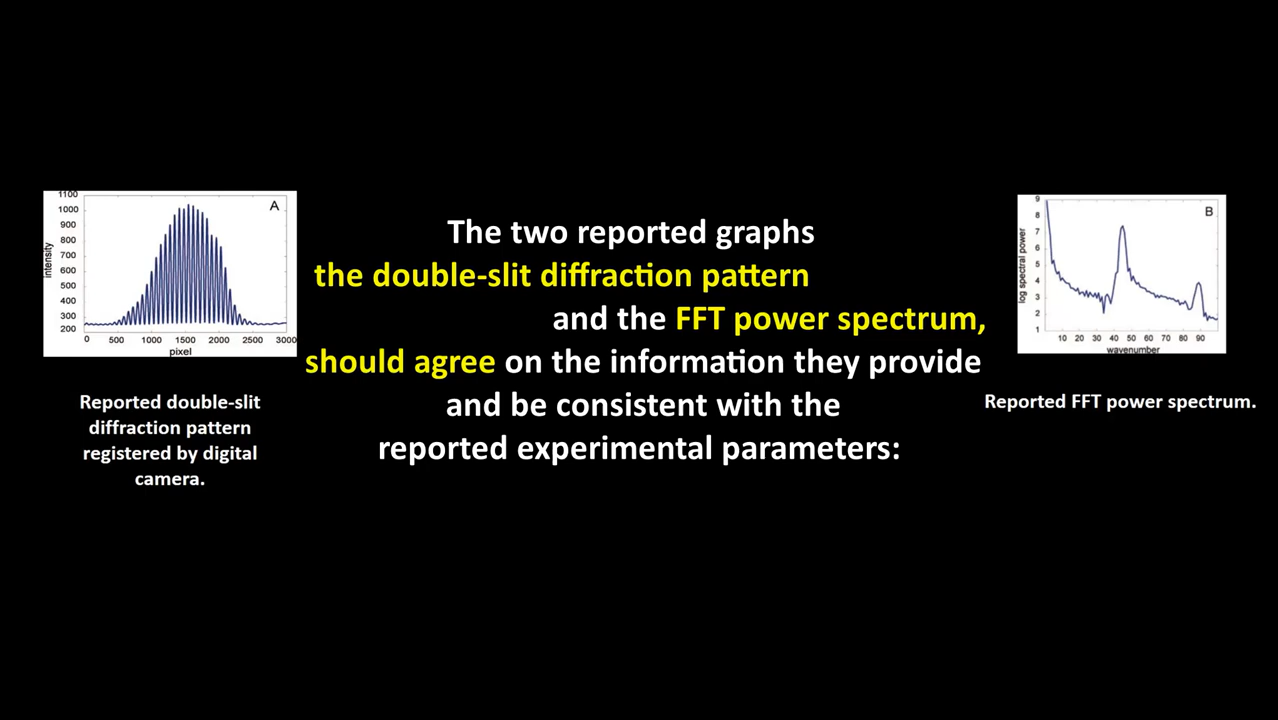 The two reported graphs
the double-slit diffraction pattern
and the FFT power spectrum,
should agree on the information they provide
and be consistent with the
reported experimental parameters:
A
intensity
1100
1000
900
800
700
600
500
400
300
200
0 500 1000 1500 2000 2500 3000
pixel
Reported double-slit
diffraction pattern
registered by digital
camera.
B
log spectral power
9
8
7
6
5
4
3
2
1
10 20 30 40 50 60 70 80 90
wavenumber
Reported FFT power spectrum.